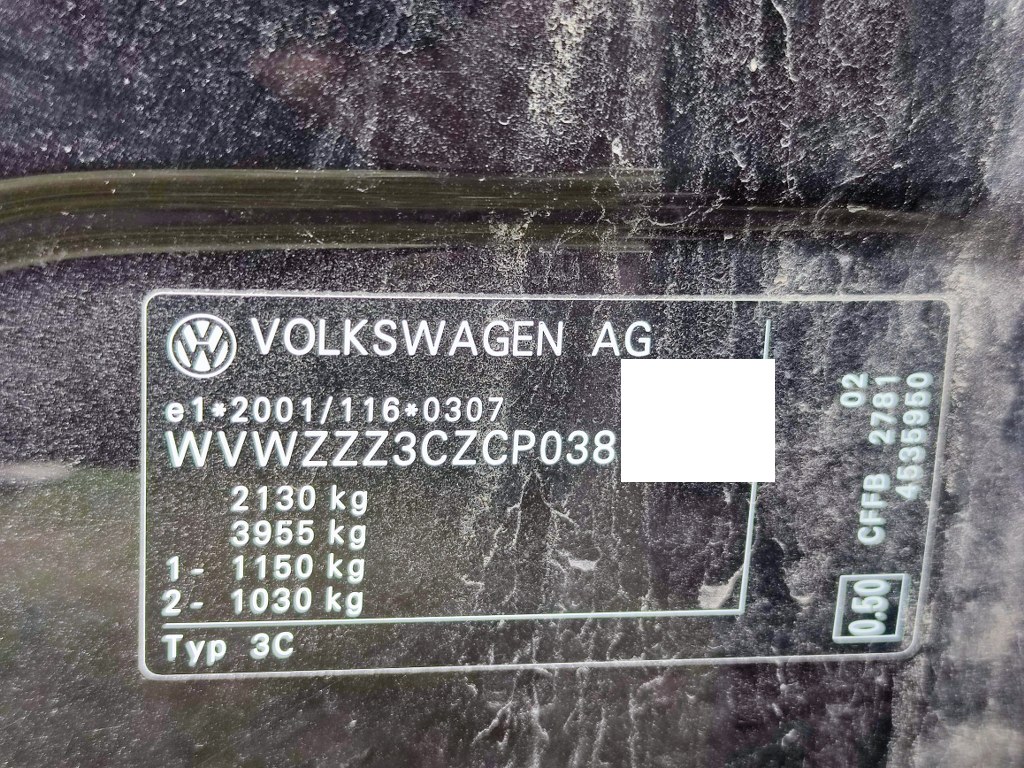 VOLKSWAGEN AG
e1*2001/116*0307
WVWZZZ3CZCP038
2130 kg
3955 kg
1- 1150 kg
2- 1030 kg
Typ 3C
02
CFFB 2781
4535950
0.50